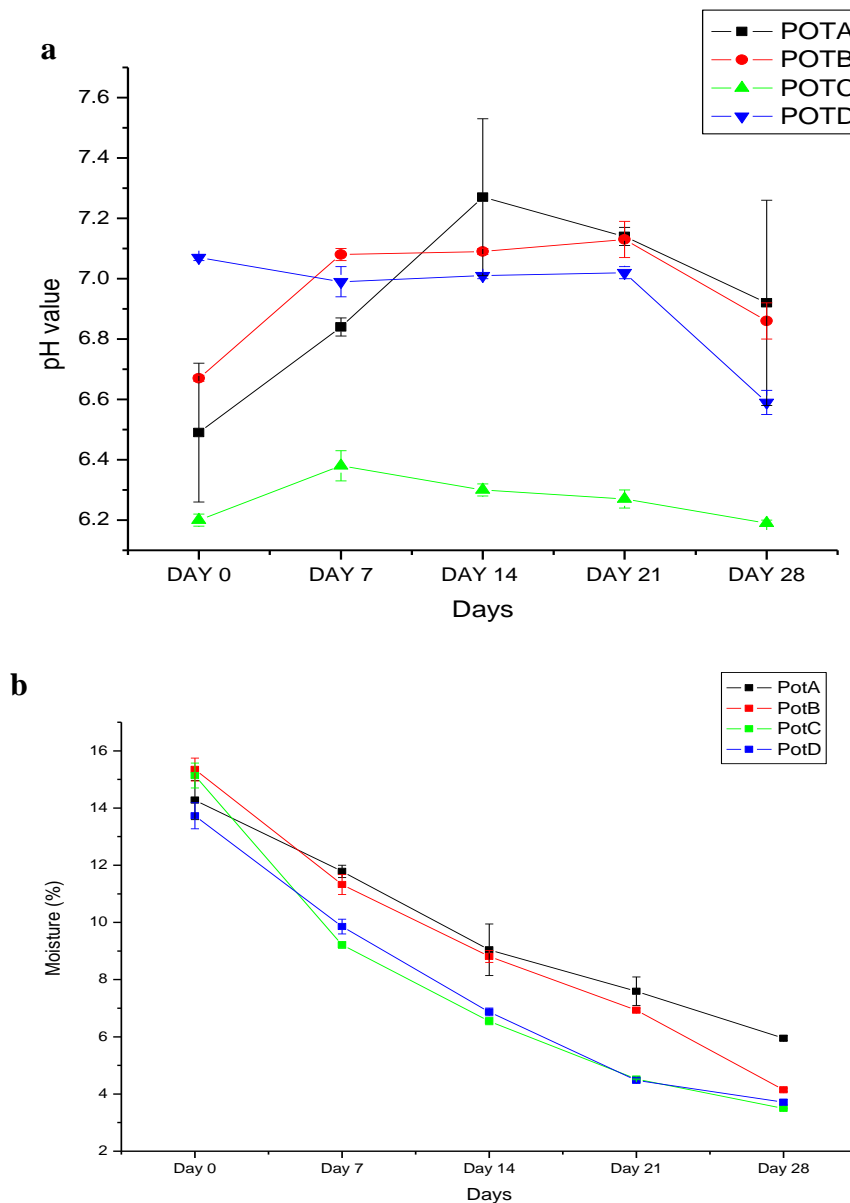 a
POTA
POTB
POTC
POTD
7.6
7.4
7.2
7.0
6.8
6.6
6.4
6.2
pH value
DAY 0 DAY 7 DAY 14 DAY 21 DAY 28
Days
b
PotA
PotB
PotC
PotD
16
14
12
10
8
6
4
2
Moisture (%)
Day 0 Day 7 Day 14 Day 21 Day 28
Days